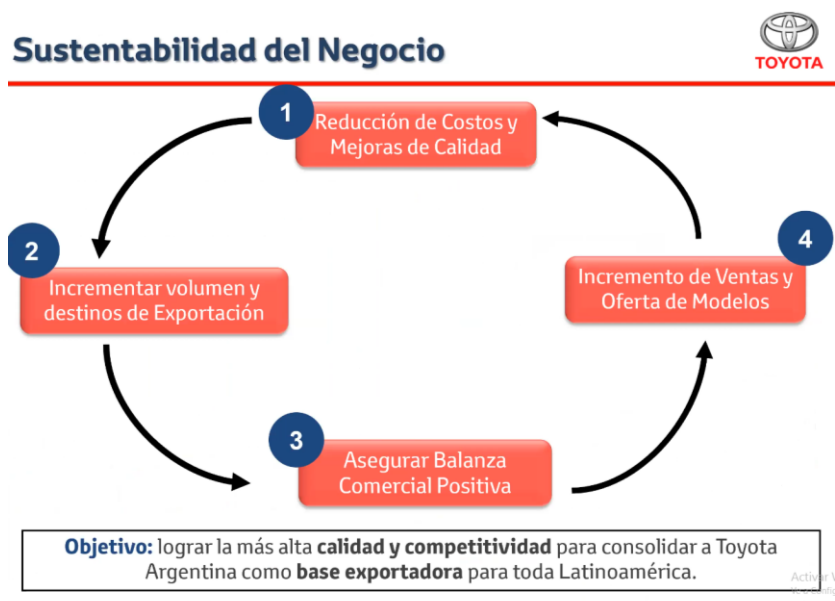 Sustentabilidad del Negocio
TOYOTA
1
Reducción de Costos y
Mejoras de Calidad
2
Incrementar volumen y
destinos de Exportación
3
Asegurar Balanza
Comercial Positiva
4
Incremento de Ventas y
Oferta de Modelos
Objetivo: lograr la más alta calidad y competitividad para consolidar a Toyota
Argentina como base exportadora para toda Latinoamérica.
Activar